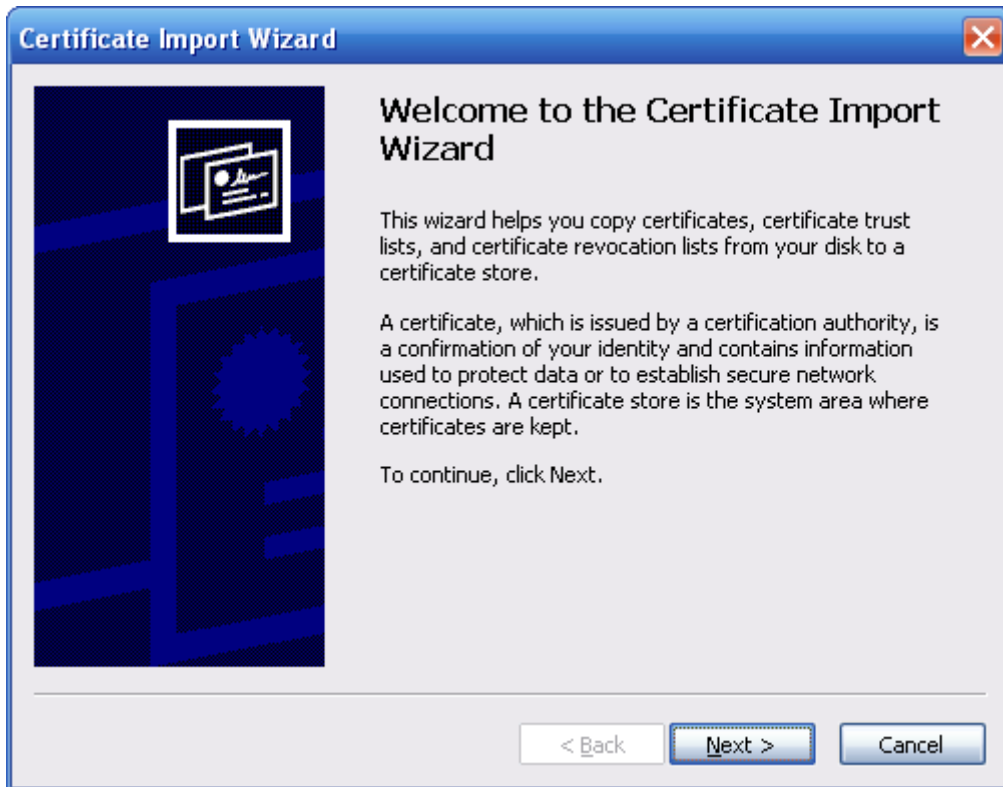 Certificate Import Wizard
Welcome to the Certificate Import
Wizard
This wizard helps you copy certificates, certificate trust
lists, and certificate revocation lists from your disk to a
certificate store.
A certificate, which is issued by a certification authority, is
a confirmation of your identity and contains information
used to protect data or to establish secure network
connections. A certificate store is the system area where
certificates are kept.
To continue, click Next.
< Back Next > Cancel